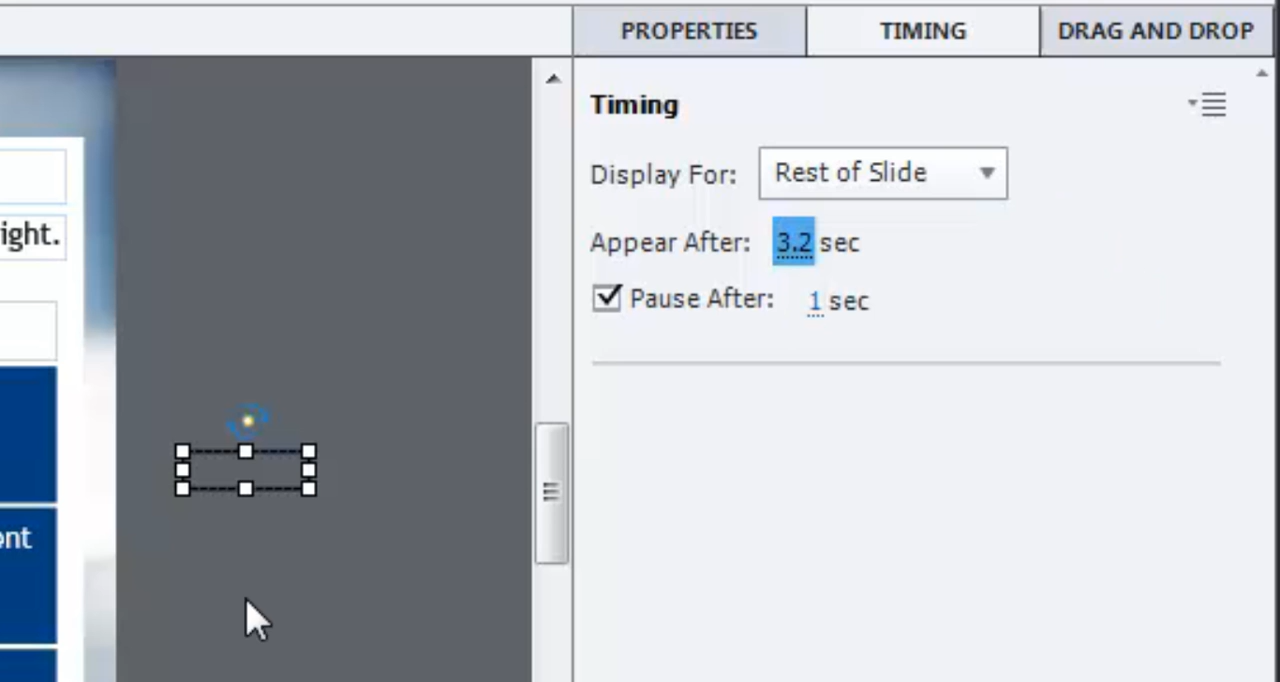 PROPERTIES TIMING DRAG AND DROP
Timing
Display For: Rest of Slide
ight.
Appear After: 3.2 sec
Pause After: 1 sec
ont